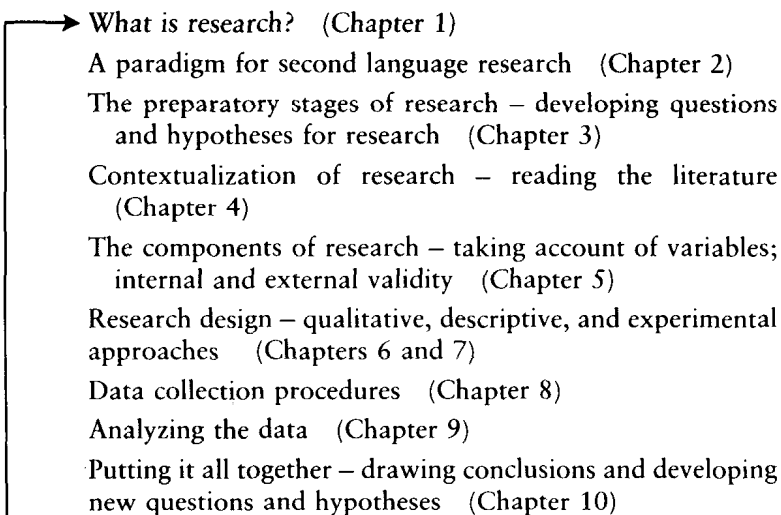 What is research? (Chapter 1)
A paradigm for second language research (Chapter 2)
The preparatory stages of research – developing questions
and hypotheses for research (Chapter 3)
Contextualization of research – reading the literature
(Chapter 4)
The components of research – taking account of variables;
internal and external validity (Chapter 5)
Research design – qualitative, descriptive, and experimental
approaches (Chapters 6 and 7)
Data collection procedures (Chapter 8)
Analyzing the data (Chapter 9)
Putting it all together – drawing conclusions and developing
new questions and hypotheses (Chapter 10)